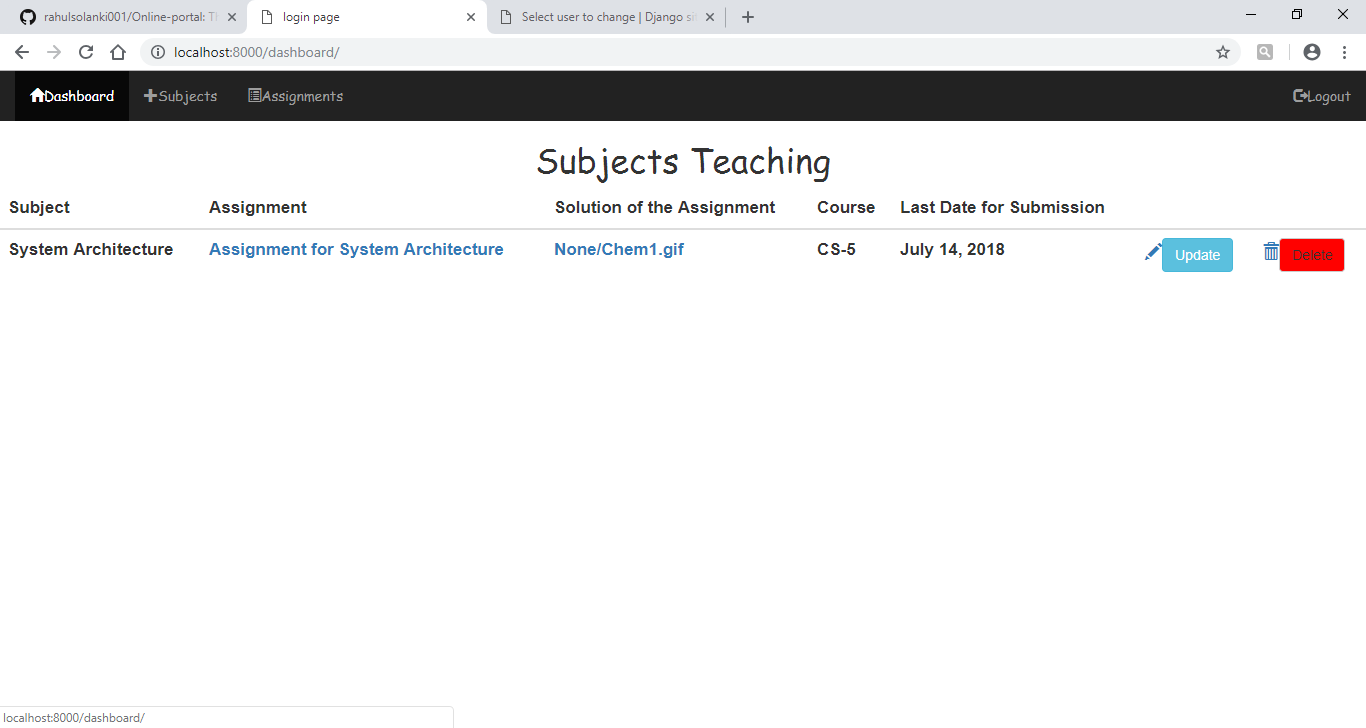 rahulsolanki001/Online-portal: Th
login page
Select user to change | Django sit
localhost:8000/dashboard/
Dashboard
Subjects
Assignments
Logout
Subjects Teaching
Subject Assignment Solution of the Assignment Course Last Date for Submission
System Architecture Assignment for System Architecture None/Chem1.gif CS-5 July 14, 2018 Update Delete
localhost:8000/dashboard/